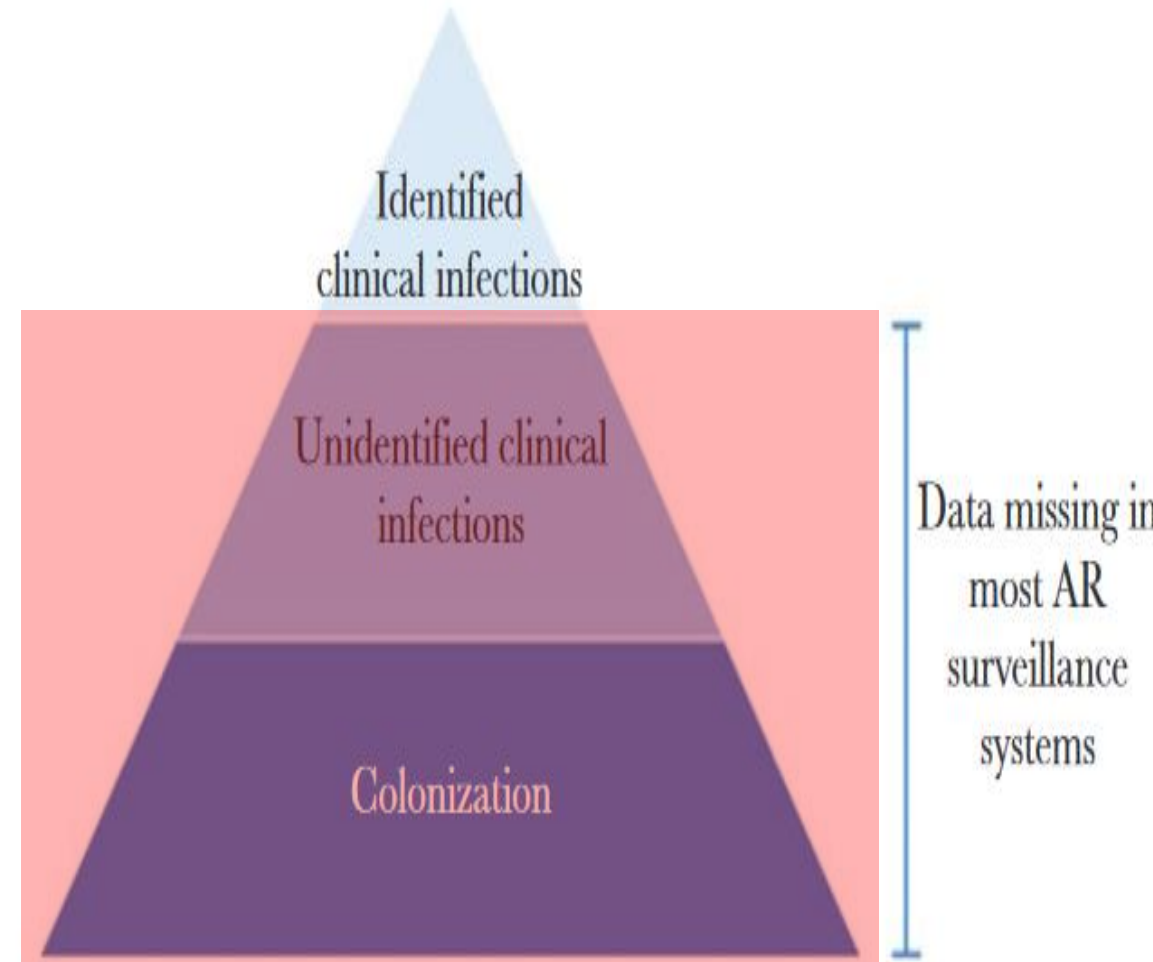 Identified
clinical infections
Unidentified clinical
infections
Data missing in
most AR
surveillance
systems
Colonization